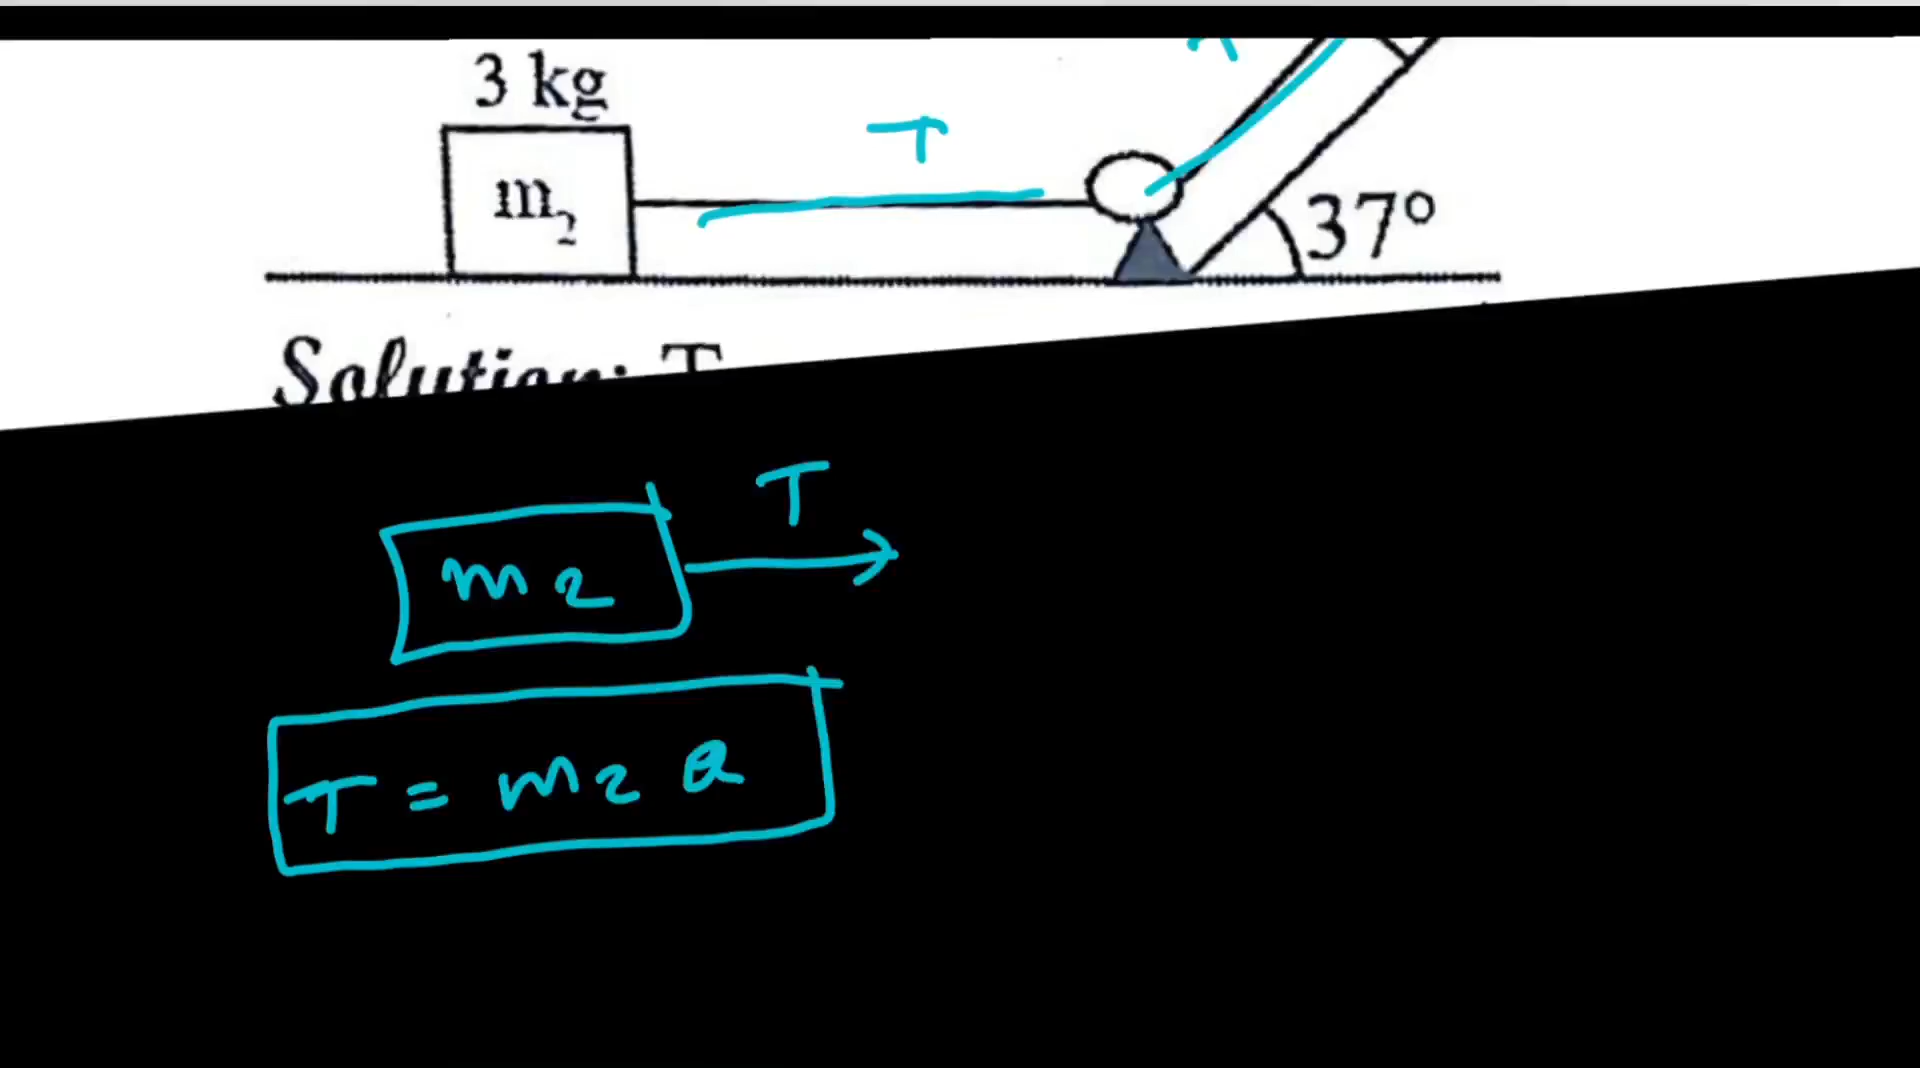 3 kg
T
m₂
37°
Solution: T
T
m2
T = m2 a